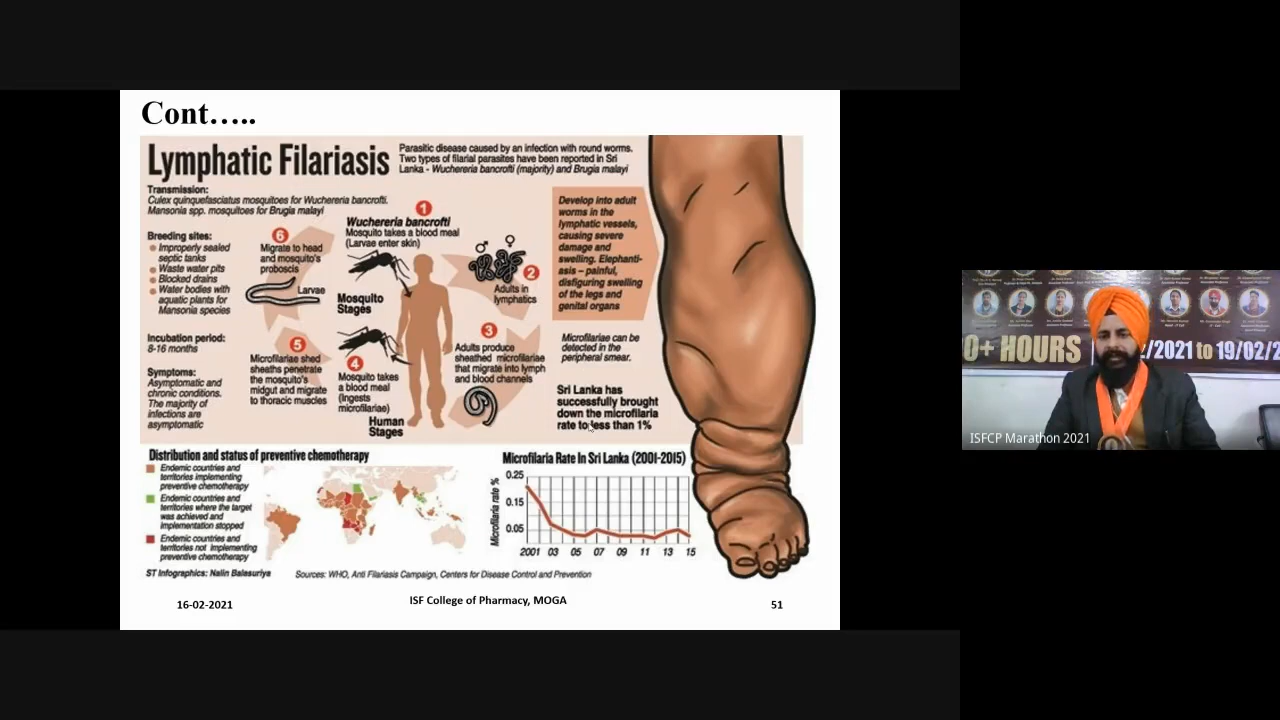 Cont…..
Lymphatic Filariasis
Parasitic disease caused by an infection with round worms.
Two types of filarial parasites have been reported in Sri
Lanka - Wuchereria bancrofti (majority) and Brugia malayi
Transmission:
Culex quinquefasciatus mosquitoes for Wuchereria bancrofti.
Mansonia spp. mosquitoes for Brugia malayi
Breeding sites:
Improperly sealed
septic tanks
Waste water pits
Blocked drains
Water bodies with
aquatic plants for
Mansonia species
Incubation period:
8-16 months
Symptoms:
Asymptomatic and
chronic conditions.
The majority of
infections are
asymptomatic
1
Wuchereria bancrofti
Mosquito takes a blood meal
(Larvae enter skin)
2
Adults in
lymphatics
3
Adults produce
sheathed microfilariae
that migrate into lymph
and blood channels
4
Mosquito takes
a blood meal
(Ingests
microfilariae)
5
Microfilariae shed
sheaths penetrate
the mosquito's
midgut and migrate
to thoracic muscles
6
Migrate to head
and mosquito's
proboscis
Larvae
Mosquito
Stages
Human
Stages
Develop into adult
worms in the
lymphatic vessels,
causing severe
damage and
swelling. Elephanti-
asis – painful,
disfiguring swelling
of the legs and
genital organs
Microfilariae can be
detected in the
peripheral smear.
Sri Lanka has
successfully brought
down the microfilaria
rate to less than 1%
Distribution and status of preventive chemotherapy
Endemic countries and
territories implementing
preventive chemotherapy
Endemic countries and
territories where the target
was achieved and
implementation stopped
Endemic countries and
territories not implementing
preventive chemotherapy
Microfilaria Rate In Sri Lanka (2001-2015)
Microfilaria rate %
0.25
0.15
0.05
2001 03 05 07 09 11 13 15
ST Infographics: Nalin Balasuriya
Sources: WHO, Anti Filariasis Campaign, Centers for Disease Control and Prevention
16-02-2021
ISF College of Pharmacy, MOGA
51
0+ HOURS
/2021 to 19/02/2
ISFCP Marathon 2021